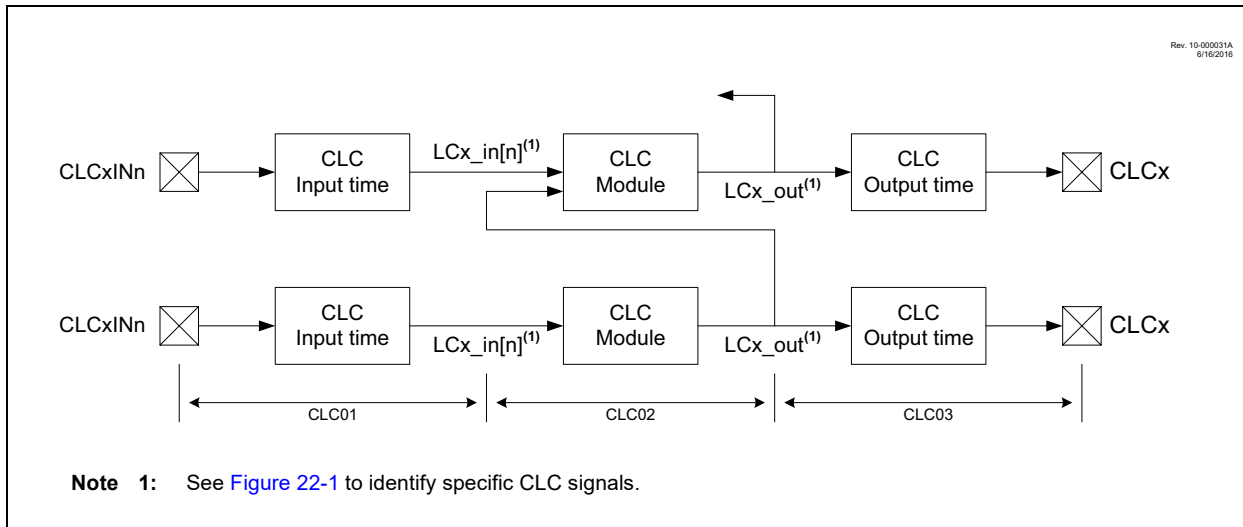 Rev. 10-000031A
6/16/2016
CLCxINn
CLC
Input time
LCx_in[n](1)
CLC
Module
LCx_out(1)
CLC
Output time
CLCx
CLCxINn
CLC
Input time
LCx_in[n](1)
CLC
Module
LCx_out(1)
CLC
Output time
CLCx
CLC01
CLC02
CLC03
Note 1: See Figure 22-1 to identify specific CLC signals.